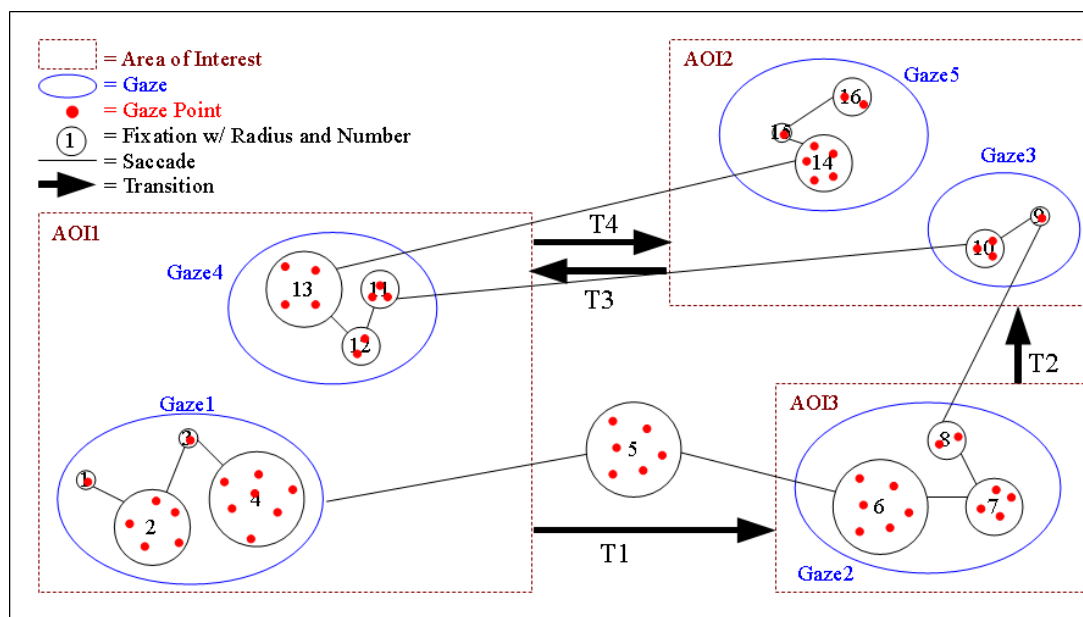 = Area of Interest
= Gaze
= Gaze Point
1 = Fixation w/ Radius and Number
= Saccade
= Transition
AOI2
Gaze5
16
15
14
Gaze3
9
10
AOI1
Gaze4
13
11
12
T4
T3
T2
Gaze1
3
1
2
4
5
T1
AOI3
8
6
7
Gaze2